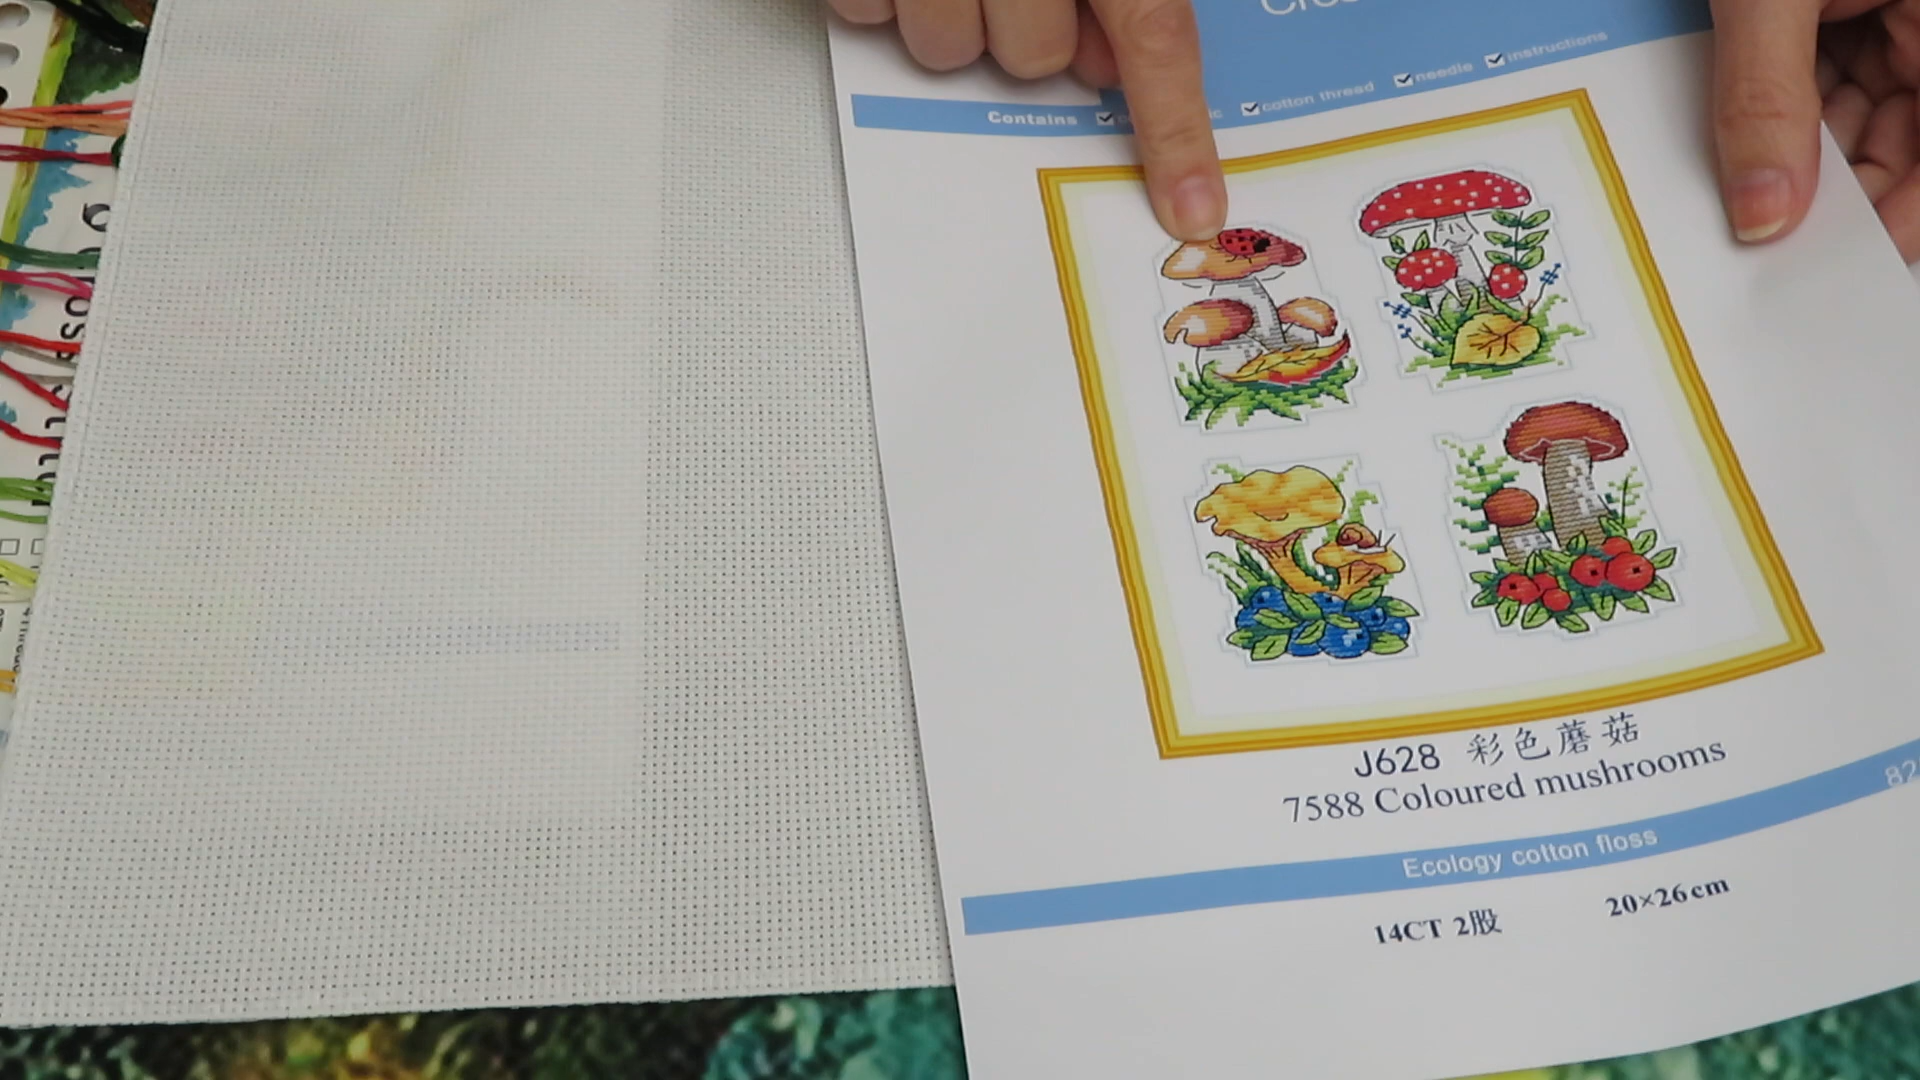 Contains cotton thread needle instructions
J628 彩色蘑菇
7588 Coloured mushrooms
Ecology cotton floss
14CT 2股 20×26cm